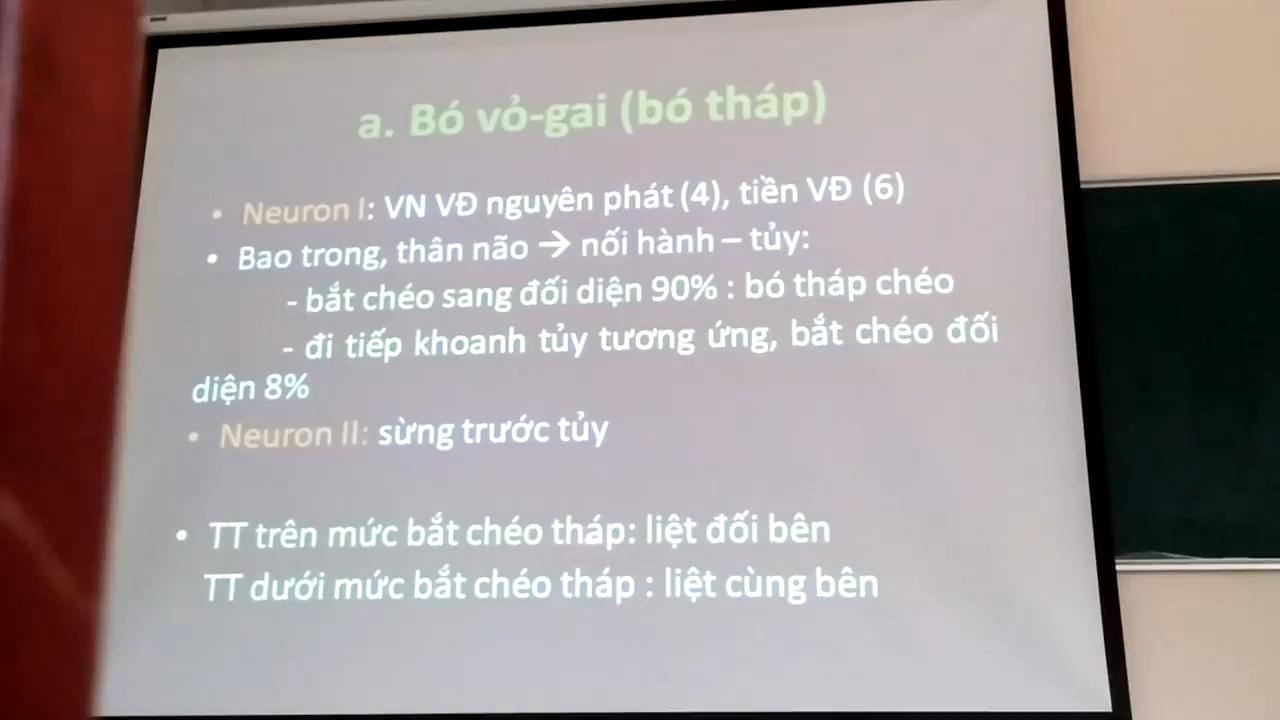 a. Bó vỏ-gai (bó tháp)
• Neuron I: VN VĐ nguyên phát (4), tiền VĐ (6)
• Bao trong, thân não → nối hành – tủy:
- bắt chéo sang đối diện 90% : bó tháp chéo
- đi tiếp khoanh tủy tương ứng, bắt chéo đối
diện 8%
• Neuron II: sừng trước tủy
• TT trên mức bắt chéo tháp: liệt đối bên
TT dưới mức bắt chéo tháp : liệt cùng bên